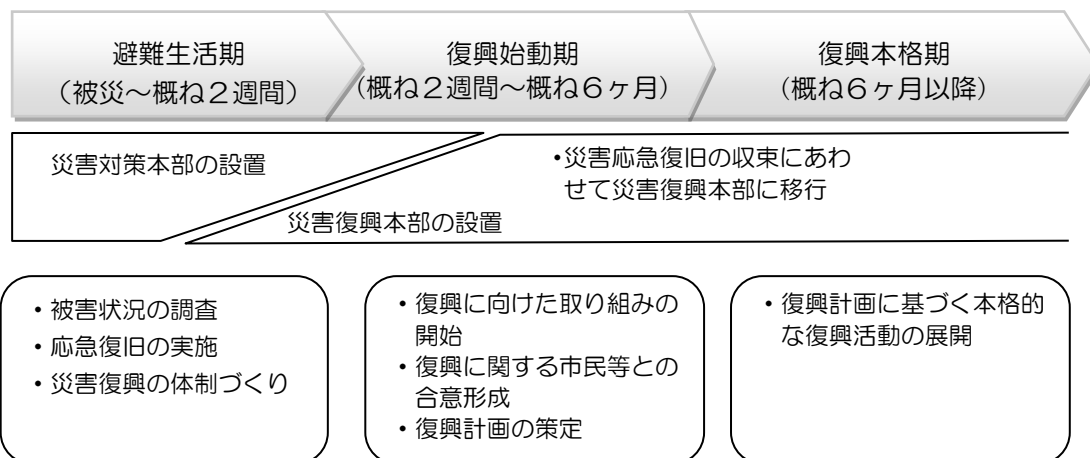 避難生活期
（被災～概ね２週間）
復興始動期
（概ね２週間～概ね６ヶ月）
復興本格期
（概ね６ヶ月以降）
災害対策本部の設置
・災害応急復旧の収束にあわ
せて災害復興本部に移行
災害復興本部の設置
・被害状況の調査
・応急復旧の実施
・災害復興の体制づくり
・復興に向けた取り組みの
開始
・復興に関する市民等との
合意形成
・復興計画の策定
・復興計画に基づく本格的
な復興活動の展開